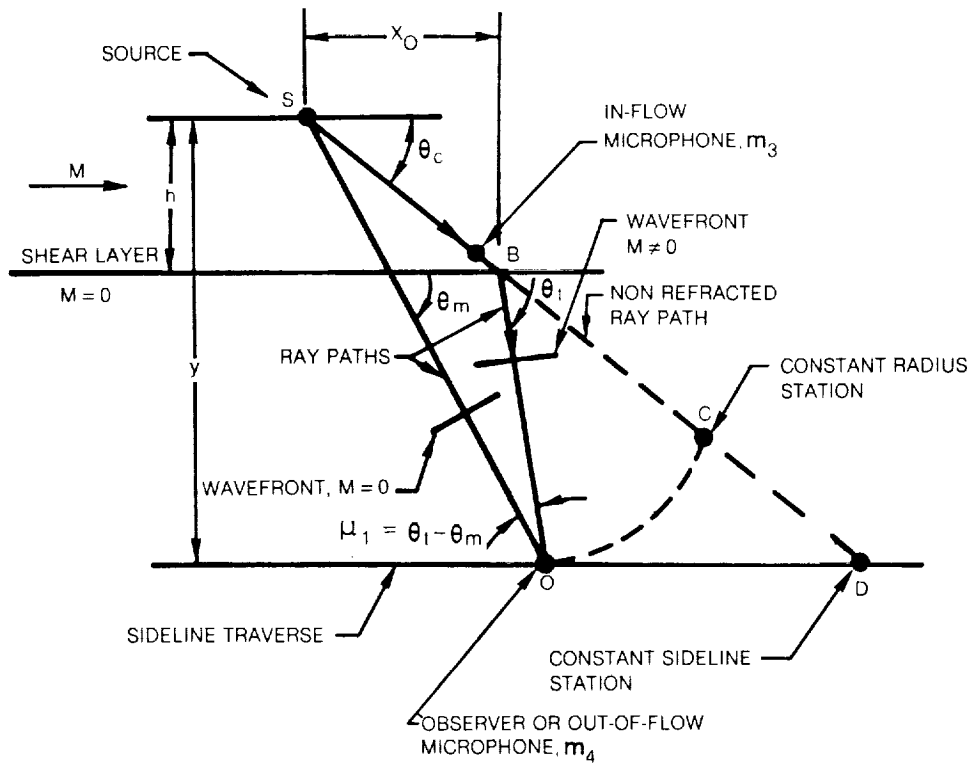 X_O
SOURCE
S
IN-FLOW
MICROPHONE, m_3
θ_c
M
h
WAVEFRONT
M ≠ 0
SHEAR LAYER
B
M = 0
θ_m
θ_t
NON REFRACTED
RAY PATH
RAY PATHS
y
CONSTANT RADIUS
STATION
C
WAVEFRONT, M = 0
μ_1 = θ_t - θ_m
O
D
SIDELINE TRAVERSE
CONSTANT SIDELINE
STATION
OBSERVER OR OUT-OF-FLOW
MICROPHONE, m_4